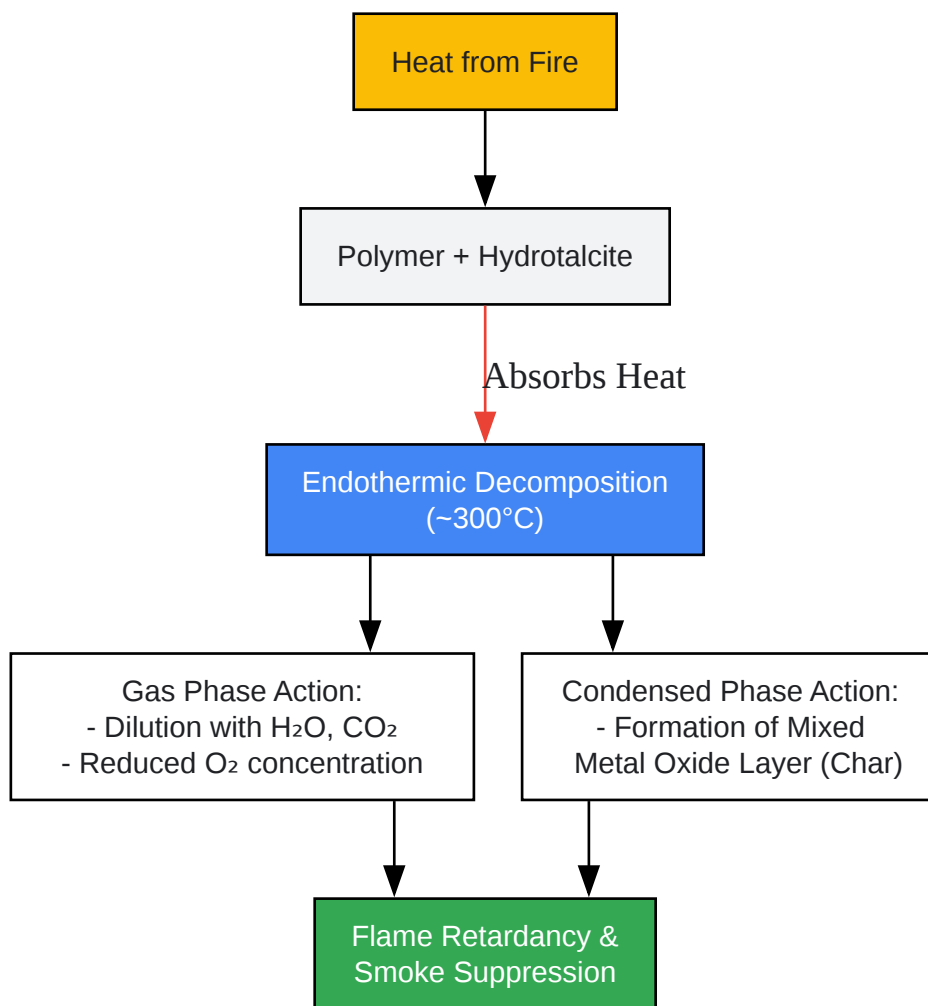 Heat from Fire
Polymer + Hydrotalcite
Absorbs Heat
Endothermic Decomposition
(~300°C)
Gas Phase Action:
- Dilution with H₂O, CO₂
- Reduced O₂ concentration
Condensed Phase Action:
- Formation of Mixed
Metal Oxide Layer (Char)
Flame Retardancy &
Smoke Suppression